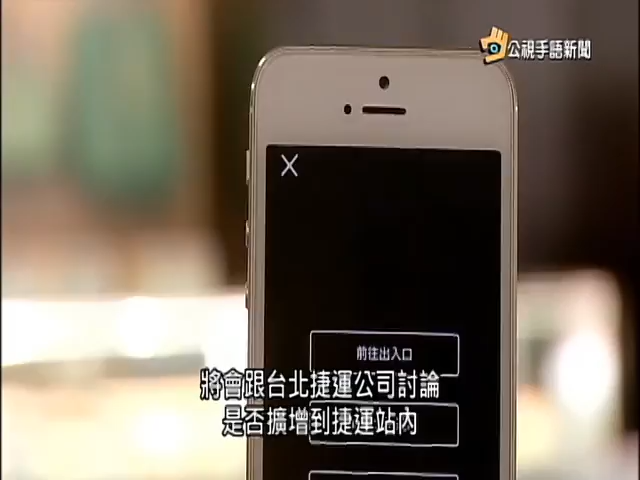 公視手語新聞
前往出入口
將會跟台北捷運公司討論
是否擴增到捷運站內